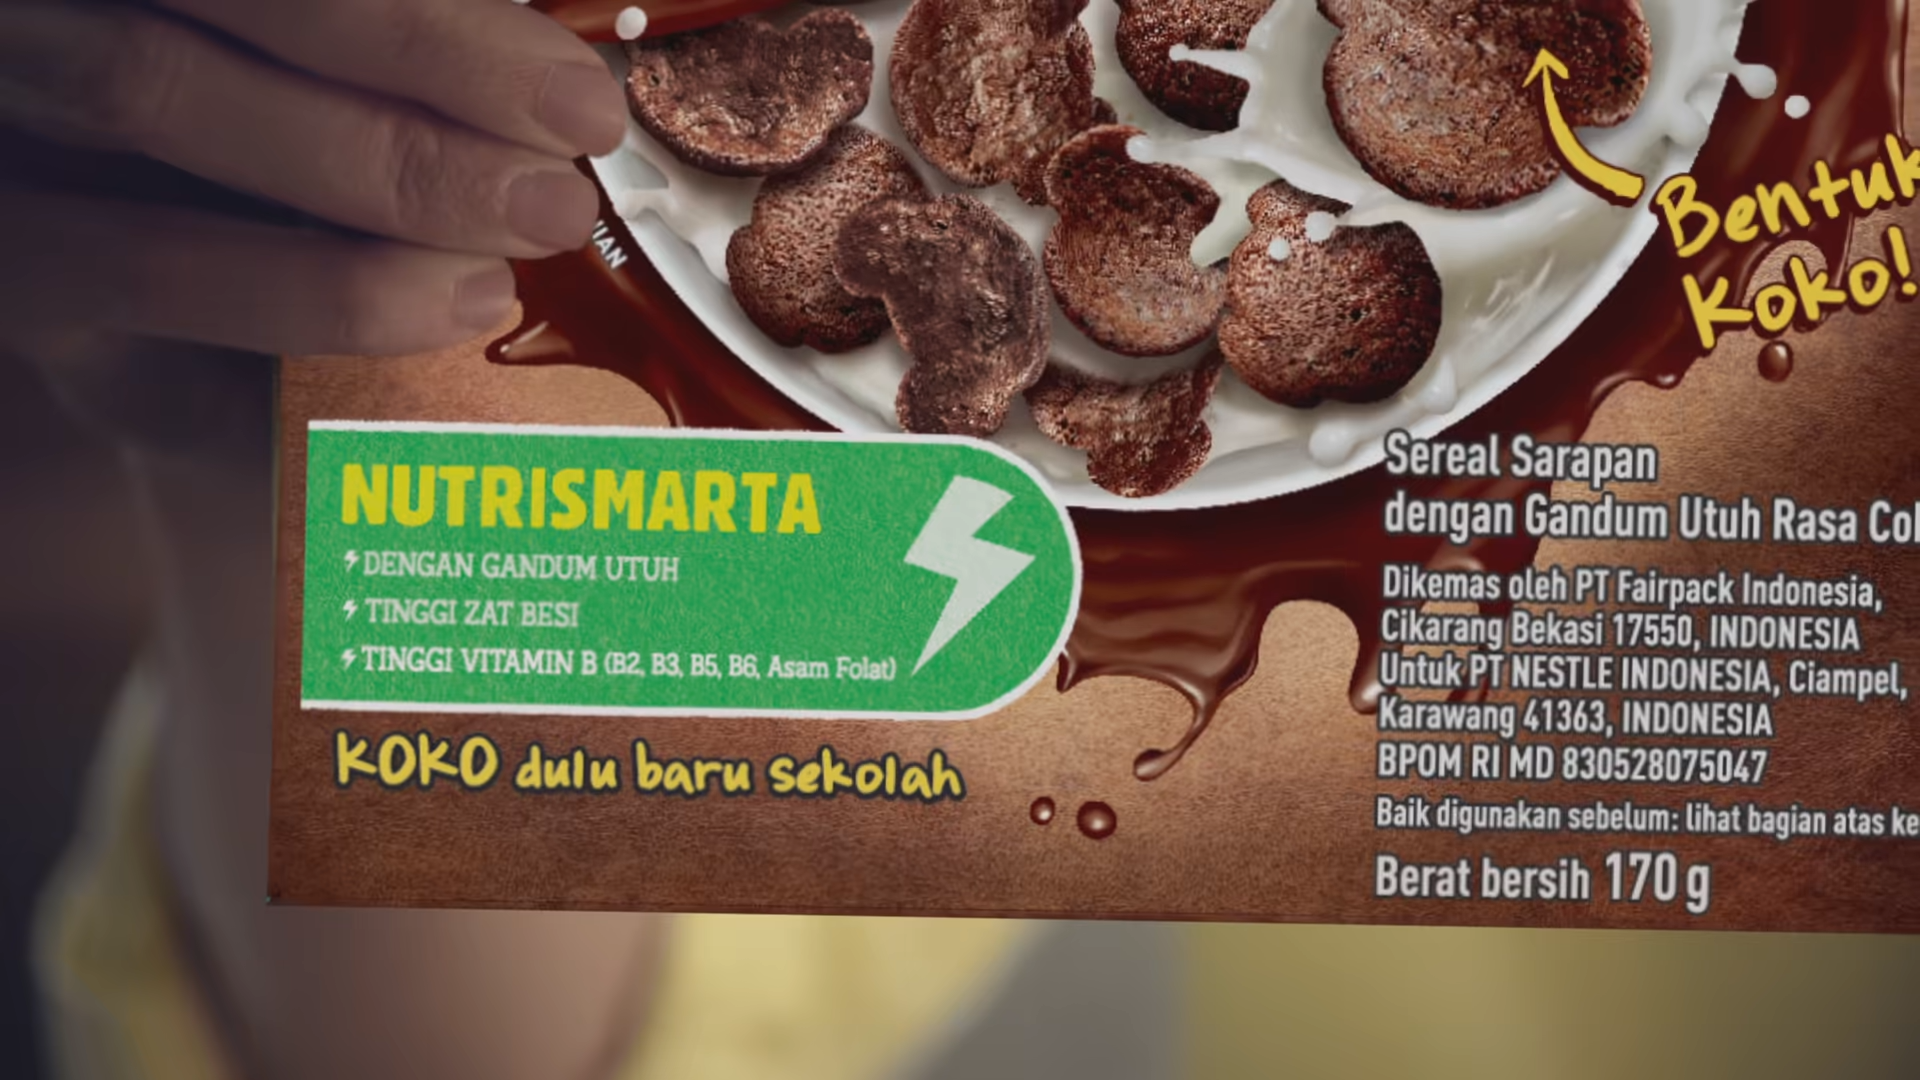 Bentuk
Koko!
NUTRISMARTA
DENGAN GANDUM UTUH
TINGGI ZAT BESI
TINGGI VITAMIN B (B2, B3, B5, B6, Asam Folat)
KOKO dulu baru sekolah
Sereal Sarapan
dengan Gandum Utuh Rasa
Dikemas oleh PT Fairpack Indonesia,
Cikarang Bekasi 17550, INDONESIA
Untuk PT NESTLE INDONESIA, Ciampel,
Karawang 41363, INDONESIA
BPOM RI MD 830528075047
Baik digunakan sebelum: lihat bagian atas
Berat bersih 170 g